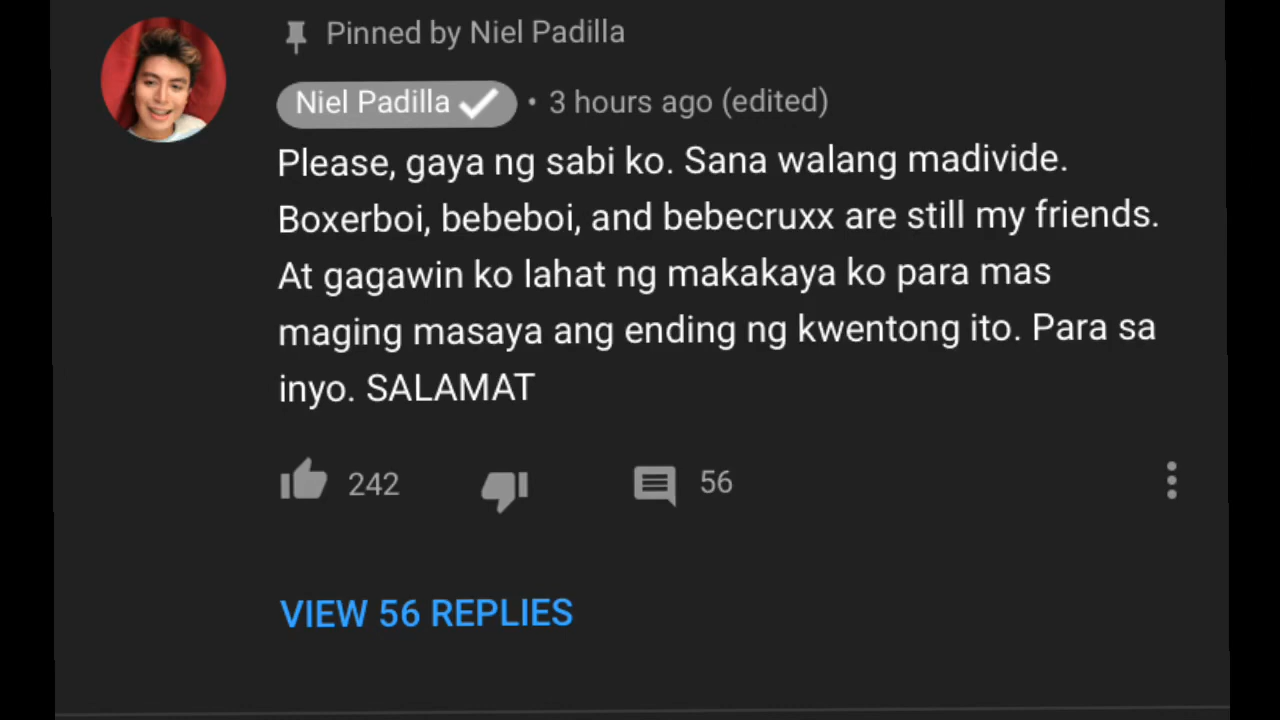 Pinned by Niel Padilla
Niel Padilla • 3 hours ago (edited)
Please, gaya ng sabi ko. Sana walang madivide.
Boxerboi, bebeboi, and bebecruxx are still my friends.
At gagawin ko lahat ng makakaya ko para mas
maging masaya ang ending ng kwentong ito. Para sa
inyo. SALAMAT
242 56
VIEW 56 REPLIES